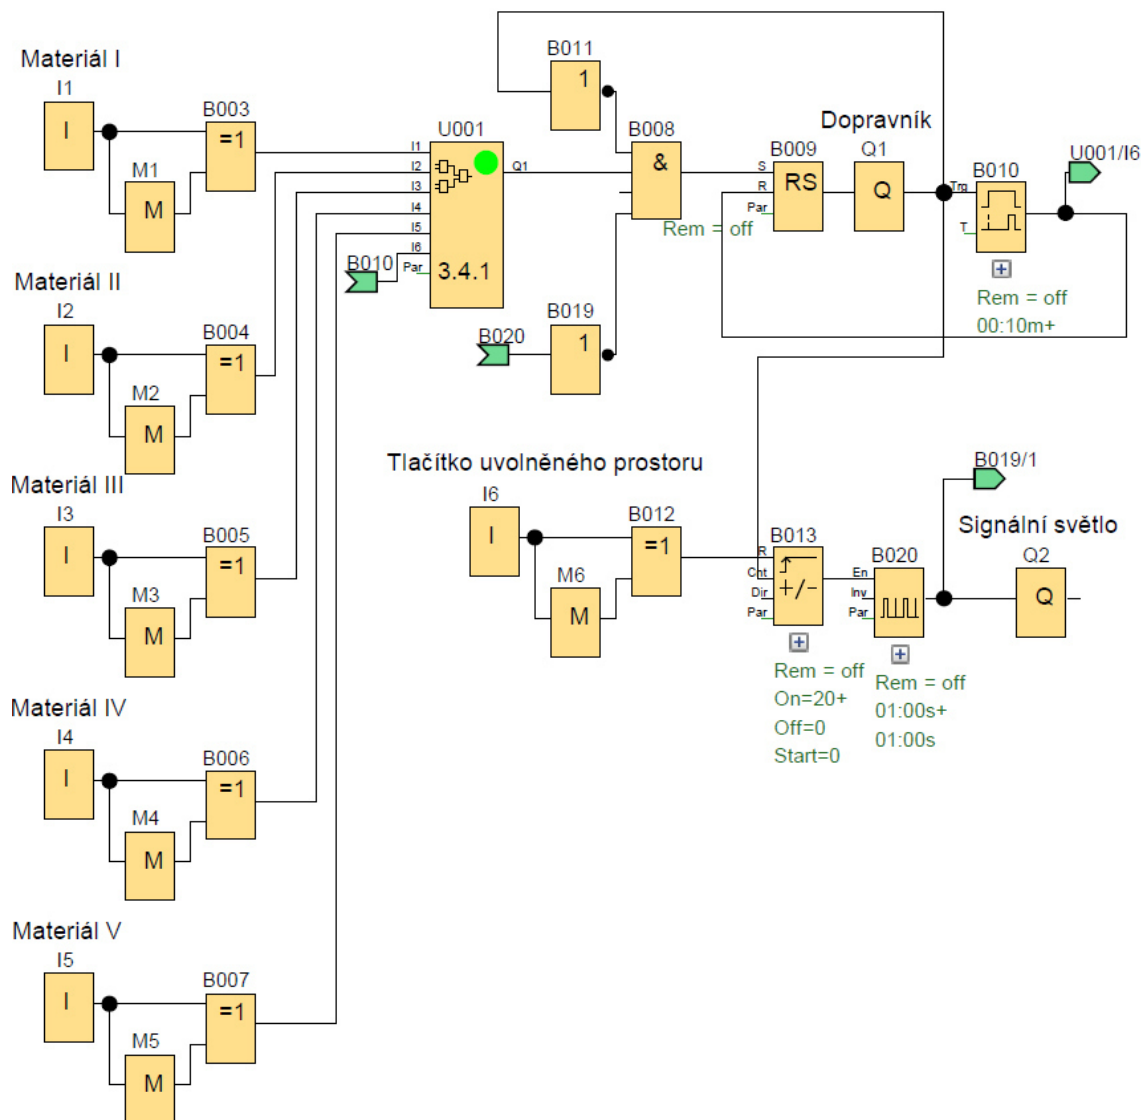 Materiál I
I1
I
M1
M
B003
=1
Materiál II
I2
I
M2
M
B004
=1
Materiál III
I3
I
M3
M
B005
=1
Materiál IV
I4
I
M4
M
B006
=1
Materiál V
I5
I
M5
M
B007
=1
U001
I1
I2
I3
I4
I5
I6
Par
Q1
3.4.1
B010
B011
1
B008
&
B020
B019
1
Dopravník
B009
S
R
Par
RS
Rem = off
Q1
Q
B010
Trg
T
Rem = off
00:10m+
U001/I6
Tlačítko uvolněného prostoru
I6
I
M6
M
B012
=1
B013
R
Cnt
Dir
Par
+/-
Rem = off
On=20+
Off=0
Start=0
B020
En
Inv
Par
Rem = off
01:00s+
01:00s
B019/1
Signální světlo
Q2
Q